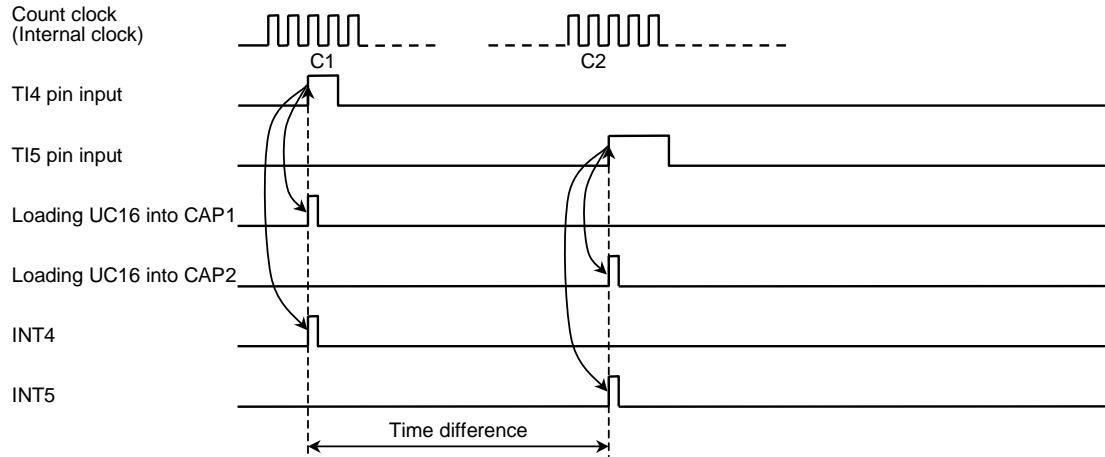 Count clock
(Internal clock)
C1
C2
TI4 pin input
TI5 pin input
Loading UC16 into CAP1
Loading UC16 into CAP2
INT4
INT5
Time difference